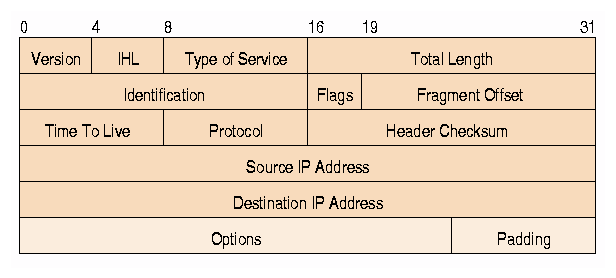 0 4 8 16 19 31
Version IHL Type of Service Total Length
Identification Flags Fragment Offset
Time To Live Protocol Header Checksum
Source IP Address
Destination IP Address
Options Padding